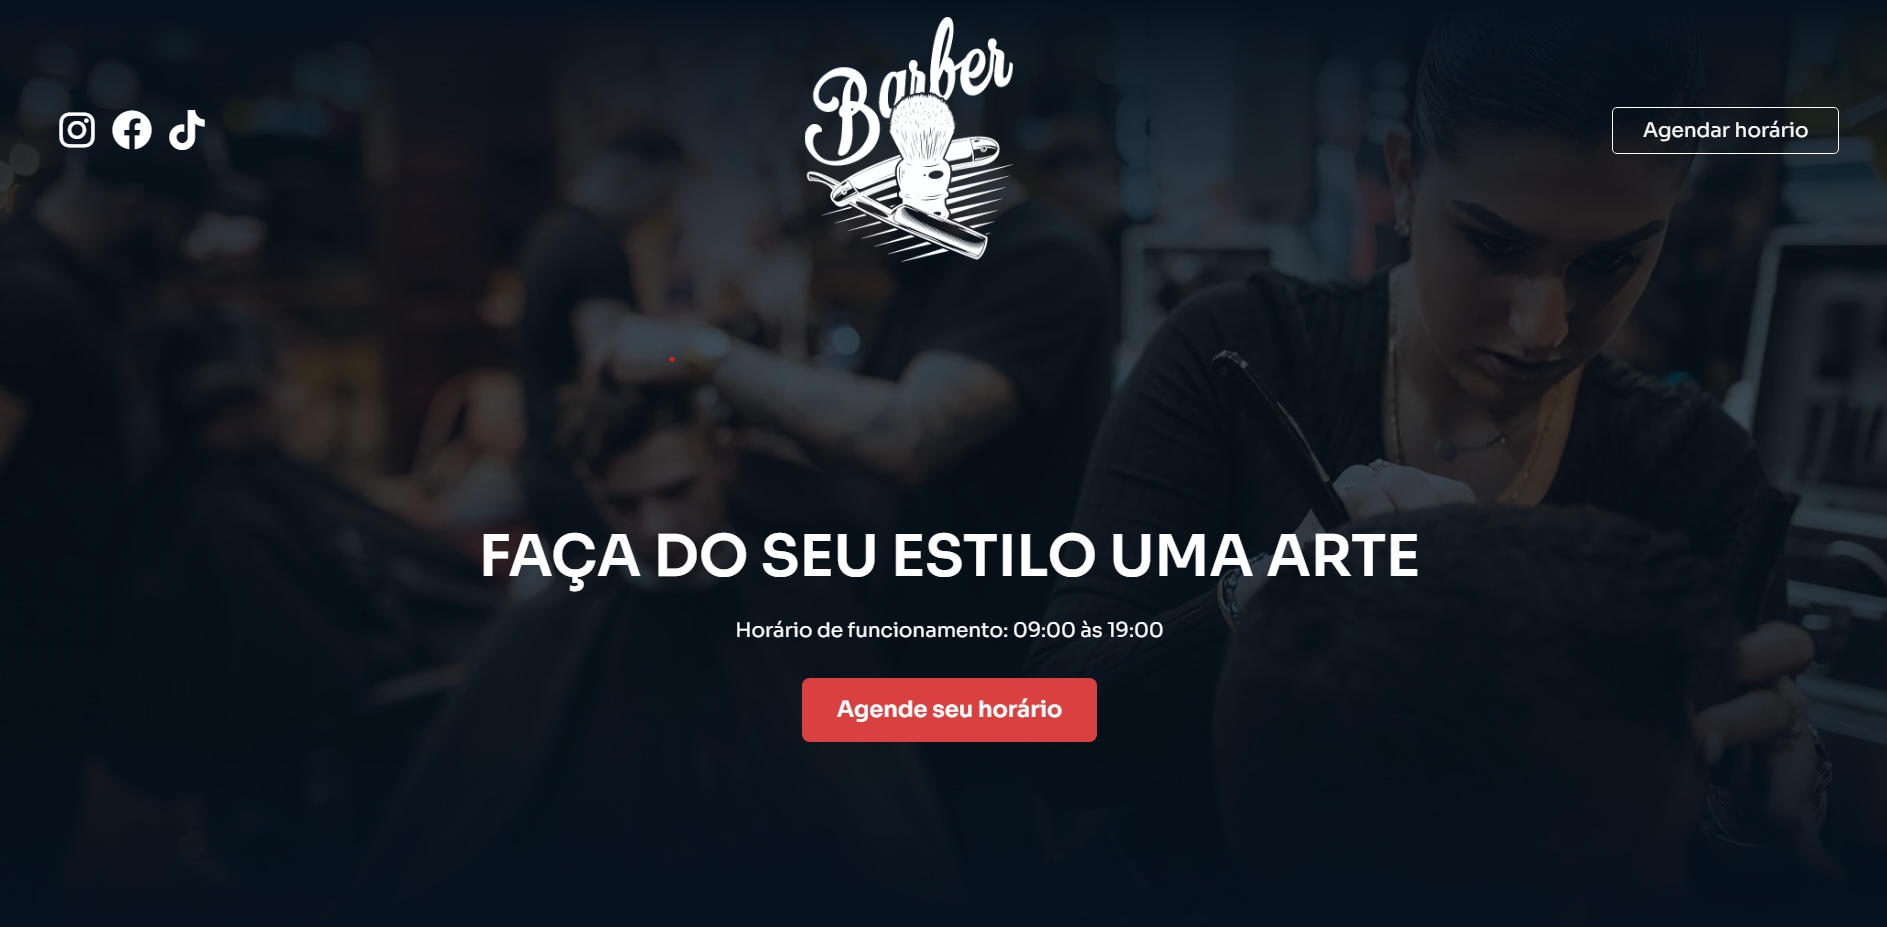 Barber
Agendar horário
FAÇA DO SEU ESTILO UMA ARTE
Horário de funcionamento: 09:00 às 19:00
Agende seu horário